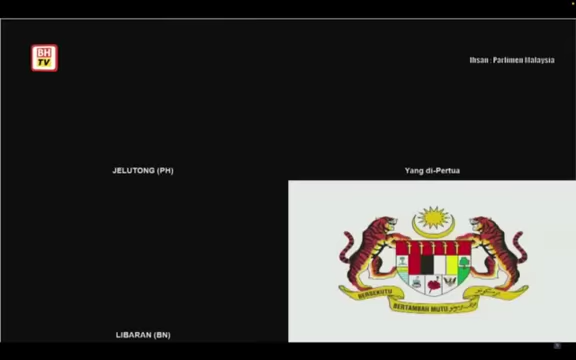 BH
TV
Ihsan : Parlimen Malaysia
JELUTONG (PH)
Yang di-Pertua
BERSEKUTU
BERTAMBAH MUTU
LIBARAN (BN)